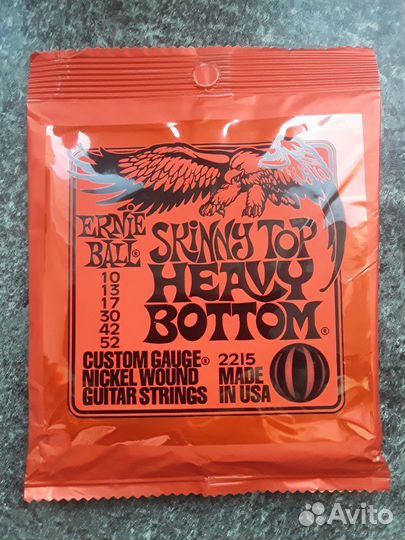 ERNIE
BALL®
10
13
17
30
42
52
SKINNY TOP
HEAVY
BOTTOM®
CUSTOM GAUGE®
NICKEL WOUND
GUITAR STRINGS
2215
MADE
IN USA
Avito